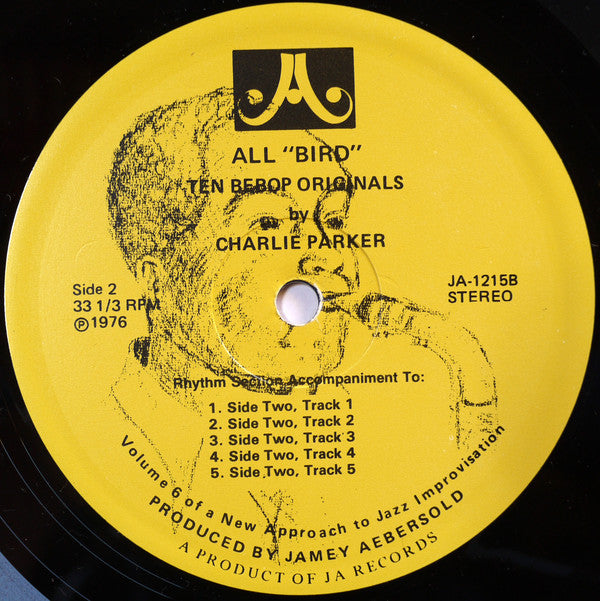 A
ALL "BIRD"
TEN BEBOP ORIGINALS
by
CHARLIE PARKER
Side 2
33 1/3 RPM
℗1976
JA-1215B
STEREO
Rhythm Section Accompaniment To:
1. Side Two, Track 1
2. Side Two, Track 2
3. Side Two, Track 3
4. Side Two, Track 4
5. Side Two, Track 5
Volume 6 of a New Approach to Jazz Improvisation
PRODUCED BY JAMEY AEBERSOLD
A PRODUCT OF JA RECORDS